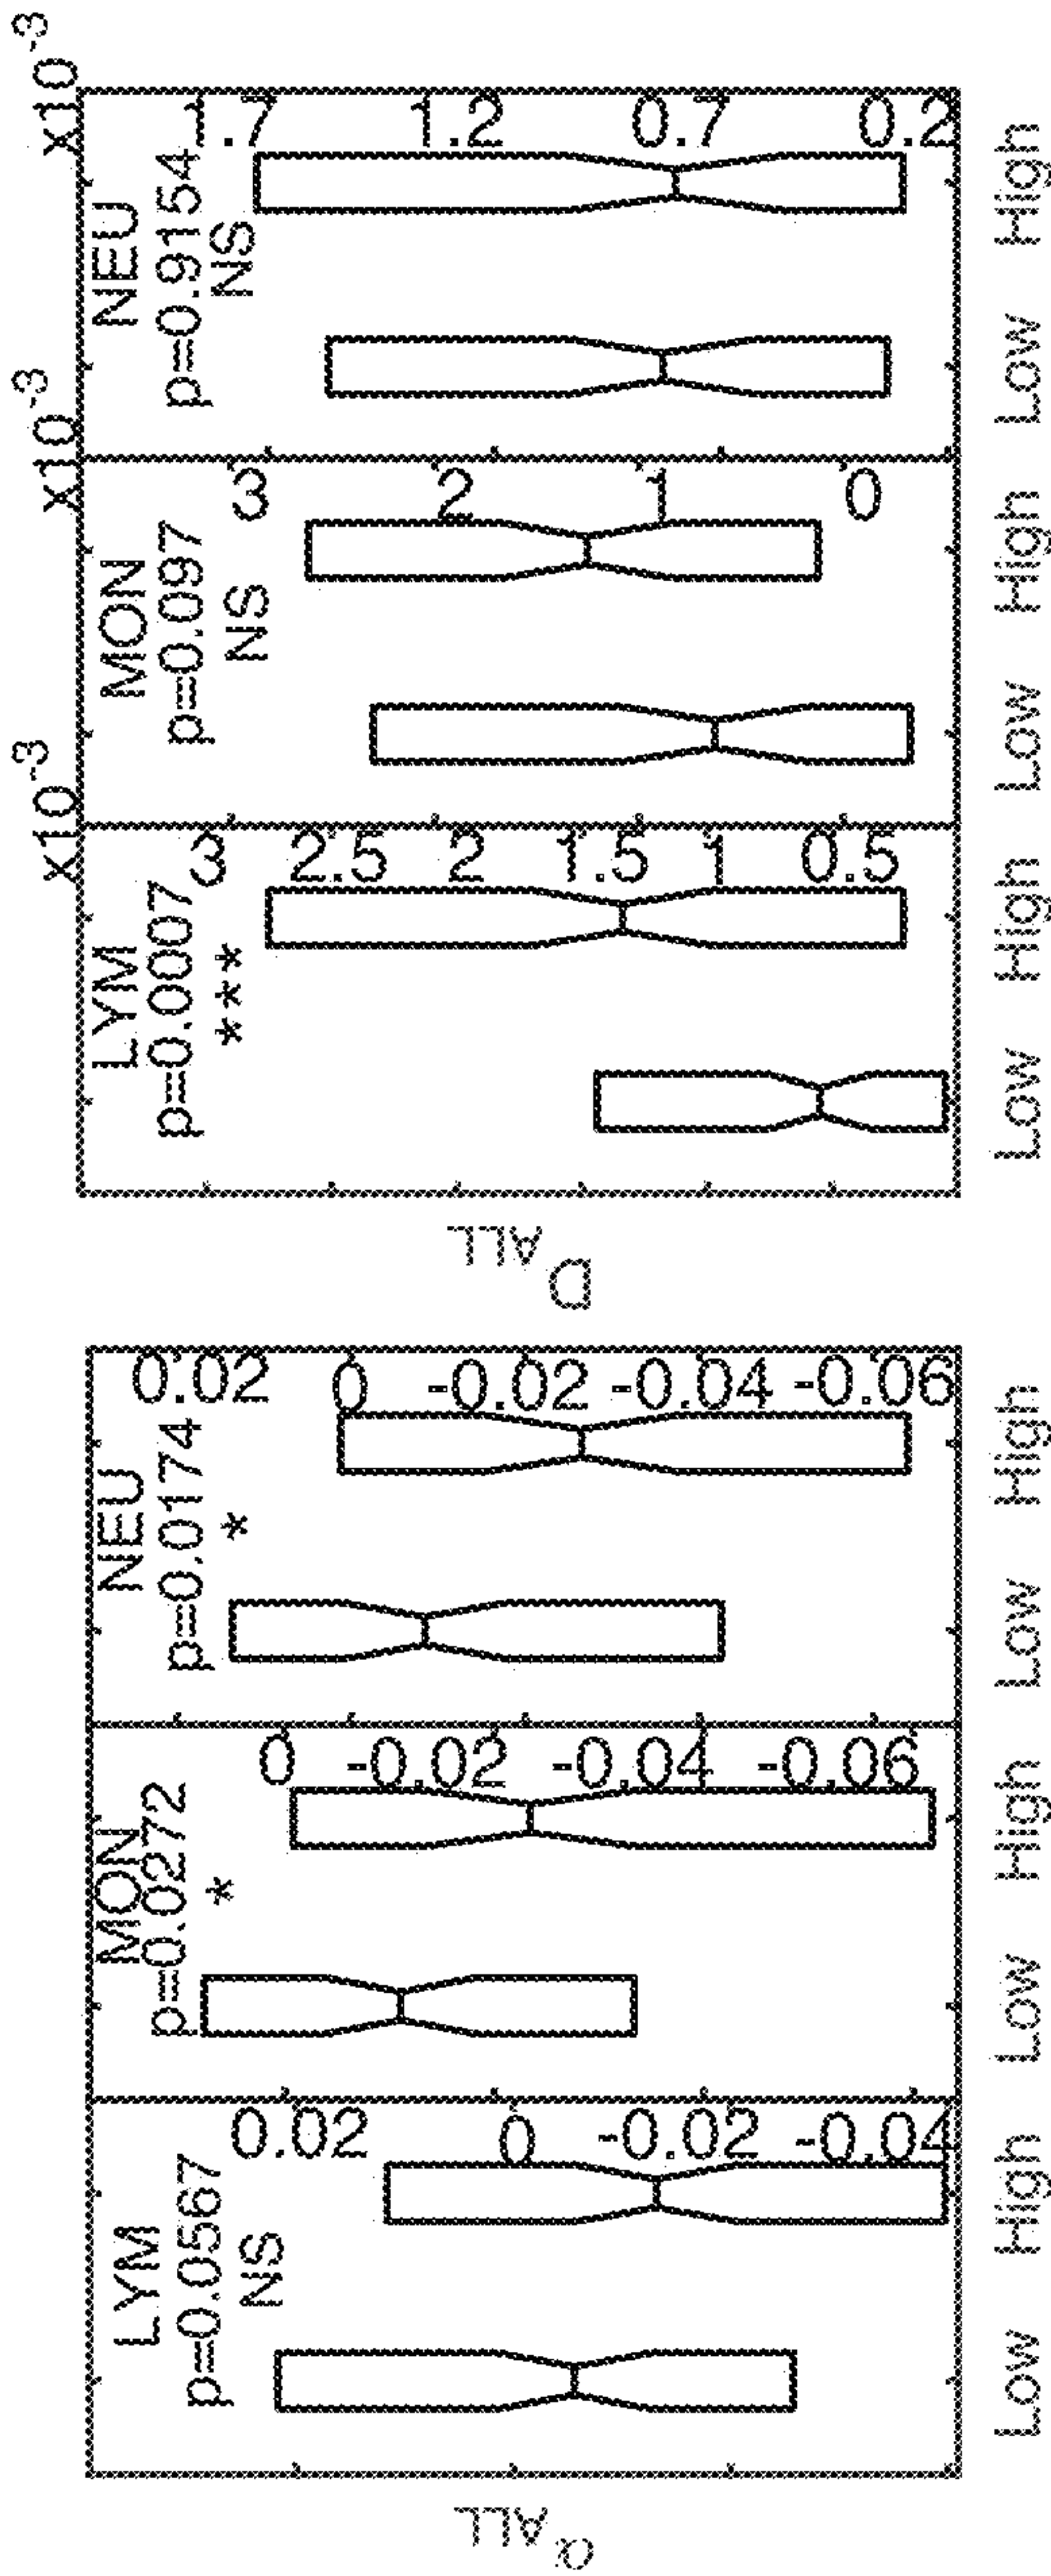 α ALL
LYM
p=0.0567
NS
0.02
0
-0.02
-0.04
Low High
MON
p=0.0272
*
0
-0.02
-0.04
-0.06
Low High
NEU
p=0.0174
*
0.02
0
-0.02
-0.04
-0.06
Low High
D ALL
x10-3
LYM
p=0.0007
***
3
2.5
2
1.5
1
0.5
Low High
x10-3
MON
p=0.097
NS
3
2
1
0
Low High
x10-3
NEU
p=0.9154
NS
1.7
1.2
0.7
0.2
Low High